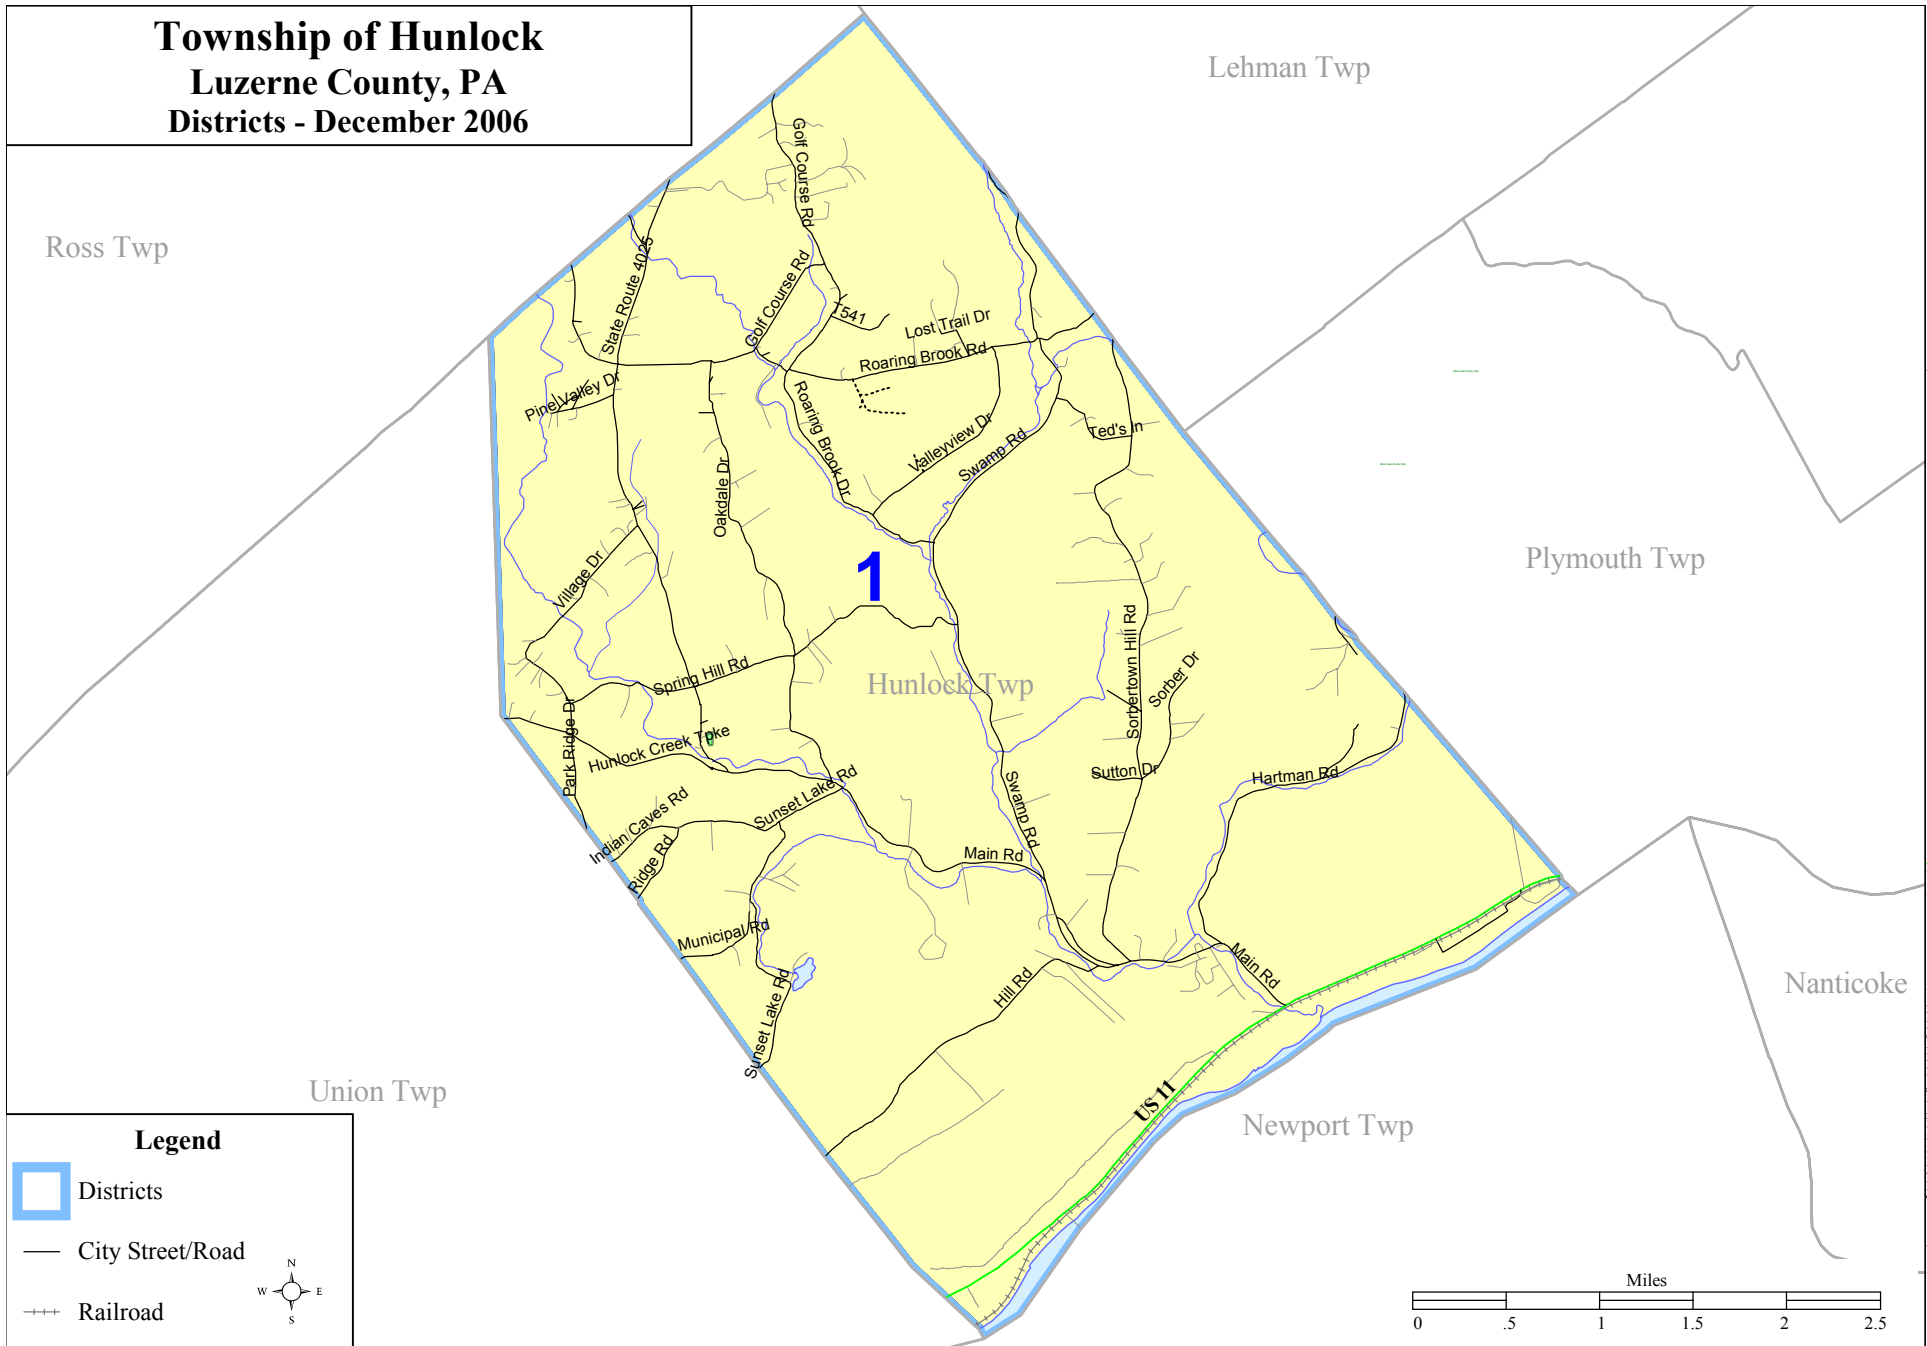 Township of Hunlock
Luzerne County, PA
Districts - December 2006
Lehman Twp
Ross Twp
Golf Course Rd
State Route 4025
Golf Course Rd
T541
Lost Trail Dr
Roaring Brook Rd
Pine Valley Dr
Roaring Brook Dr
Valleyview Dr
Swamp Rd
Ted's ln
Oakdale Dr
Village Dr
1
Plymouth Twp
Spring Hill Rd
Hunlock Twp
Sorbertown Hill Rd
Sorber Dr
Park Ridge Dr
Hunlock Creek Tpke
Sutton Dr
Hartman Rd
Sunset Lake Rd
Indian Caves Rd
Swamp Rd
Ridge Rd
Main Rd
Municipal Rd
Main Rd
Hill Rd
Nanticoke
Sunset Lake Rd
Union Twp
US 11
Newport Twp
Legend
Districts
City Street/Road
Railroad
N
W E
S
Miles
0 .5 1 1.5 2 2.5